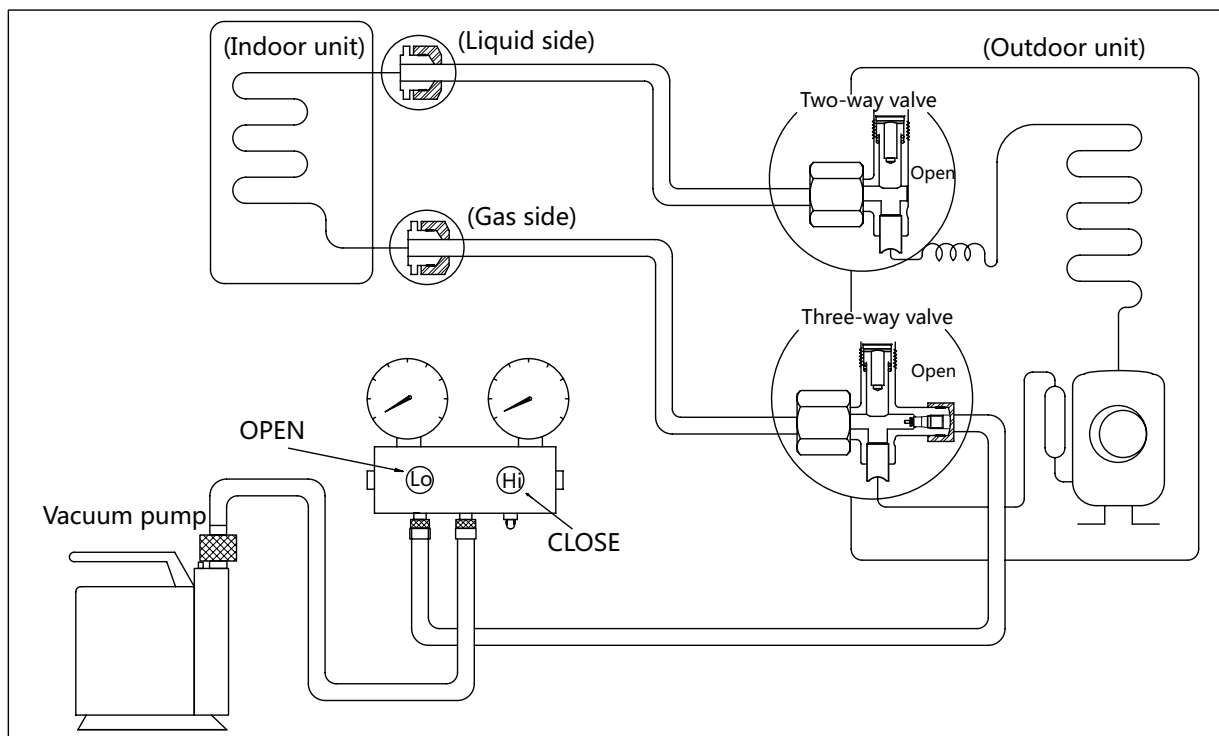 (Indoor unit)
(Liquid side)
(Outdoor unit)
Two-way valve
Open
(Gas side)
Three-way valve
Open
OPEN
Lo
Hi
CLOSE
Vacuum pump